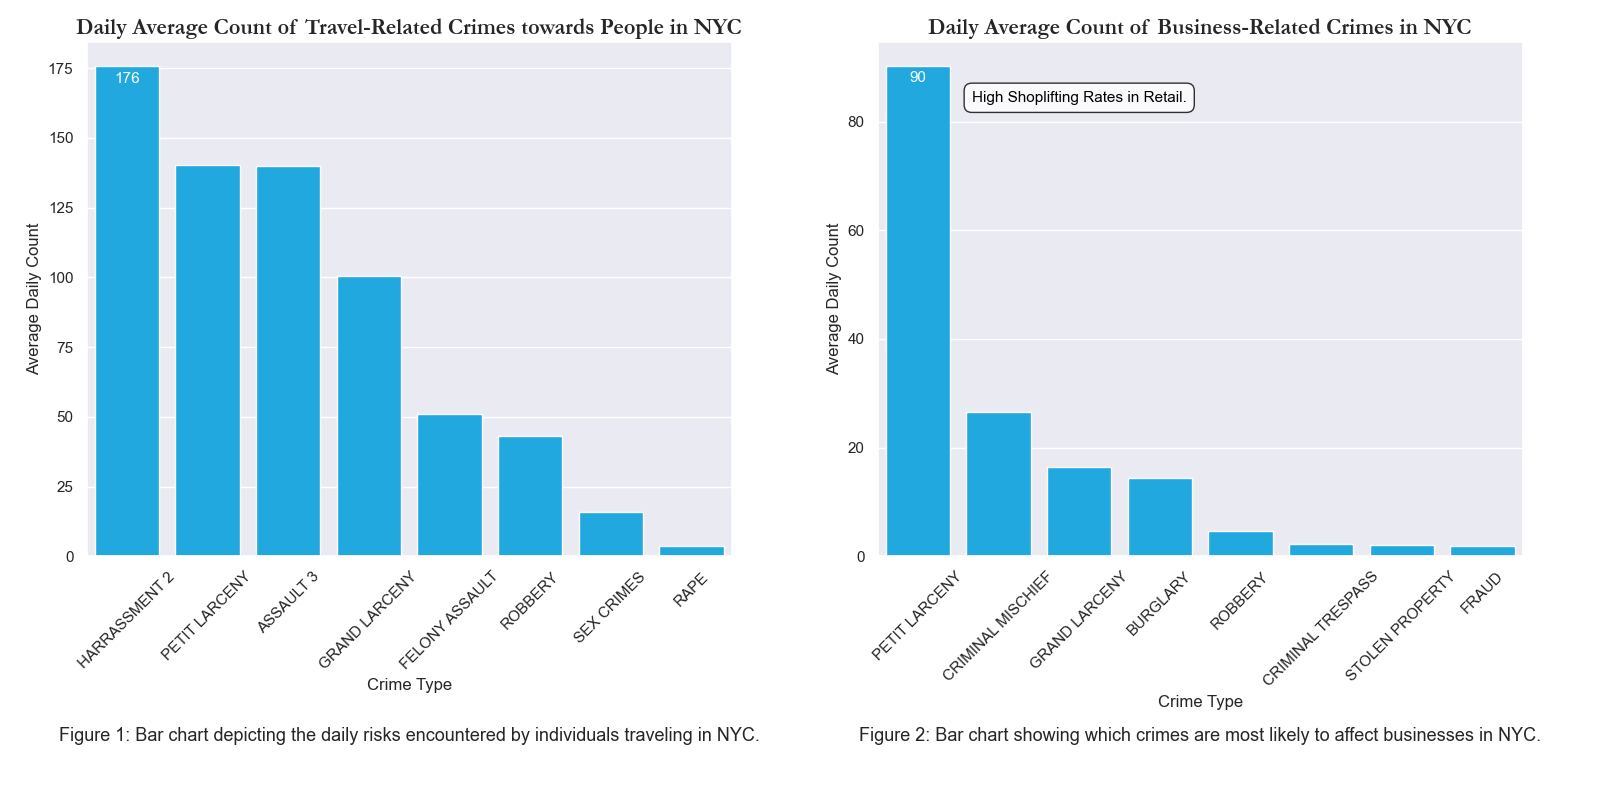 Daily Average Count of Travel-Related Crimes towards People in NYC
175
150
125
100
75
50
25
0
Average Daily Count
176
HARRASSMENT 2
PETIT LARCENY
ASSAULT 3
GRAND LARCENY
FELONY ASSAULT
ROBBERY
SEX CRIMES
RAPE
Crime Type
Figure 1: Bar chart depicting the daily risks encountered by individuals traveling in NYC.
Daily Average Count of Business-Related Crimes in NYC
80
60
40
20
0
Average Daily Count
90
High Shoplifting Rates in Retail.
PETIT LARCENY
CRIMINAL MISCHIEF
GRAND LARCENY
BURGLARY
ROBBERY
CRIMINAL TRESPASS
STOLEN PROPERTY
FRAUD
Crime Type
Figure 2: Bar chart showing which crimes are most likely to affect businesses in NYC.